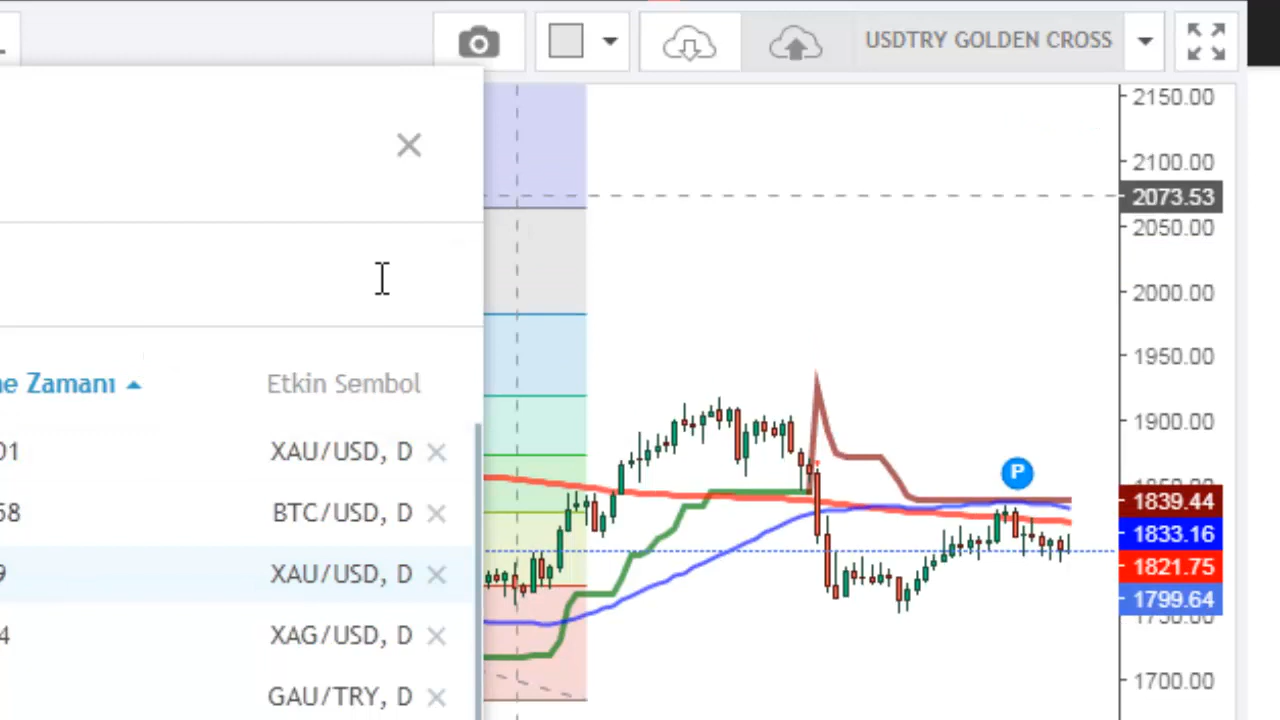 USDTRY GOLDEN CROSS
2150.00
2100.00
2073.53
2050.00
2000.00
1950.00
1900.00
1839.44
1833.16
1821.75
1799.64
1700.00
P
Zamanı
Etkin Sembol
01
XAU/USD, D
58
BTC/USD, D
9
XAU/USD, D
4
XAG/USD, D
GAU/TRY, D